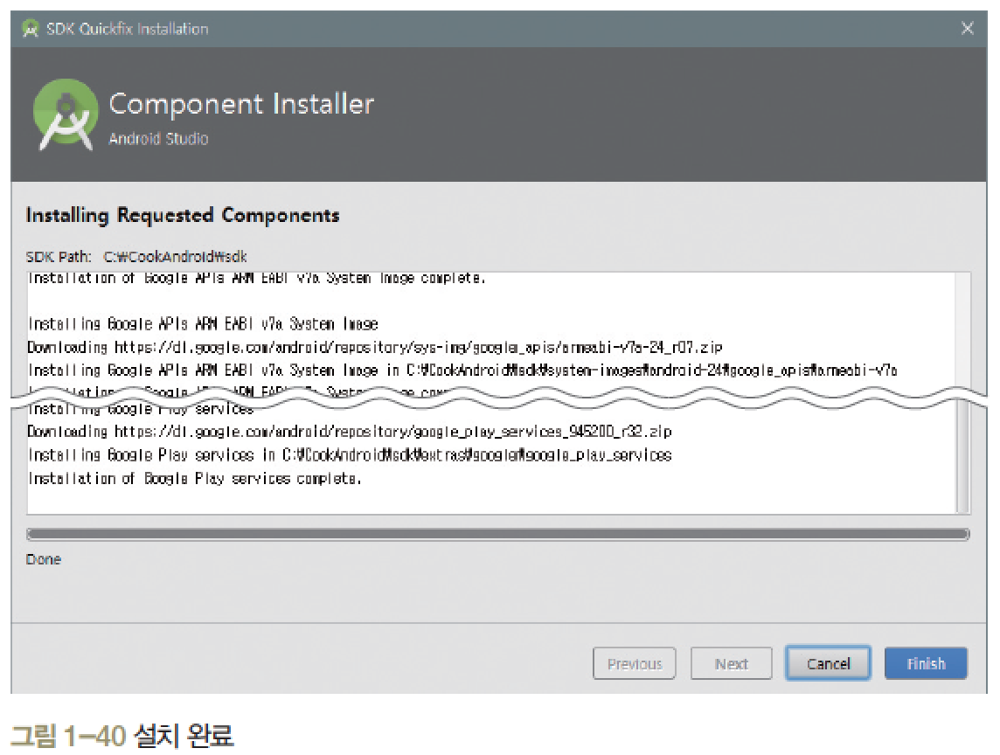 SDK Quickfix Installation
Component Installer
Android Studio
Installing Requested Components
SDK Path: C:₩CookAndroid₩sdk
Installation of Google APIs ARM EABI v7a System Image complete.
Installing Google APIs ARM EABI v7a System Image
Downloading https://dl.google.com/android/repository/sys-img/google_apis/armeabi-v7a-24_r07.zip
Installing Google APIs ARM EABI v7a System Image in C:₩CookAndroid₩sdk₩system-images₩android-24₩google_apis₩armeabi-v7a
Installing Google Play services
Downloading https://dl.google.com/android/repository/google_play_services_945200_r32.zip
Installing Google Play services in C:₩CookAndroid₩sdk₩extras₩google₩google_play_services
Installation of Google Play services complete.
Done
Previous
Next
Cancel
Finish
그림 1-40 설치 완료